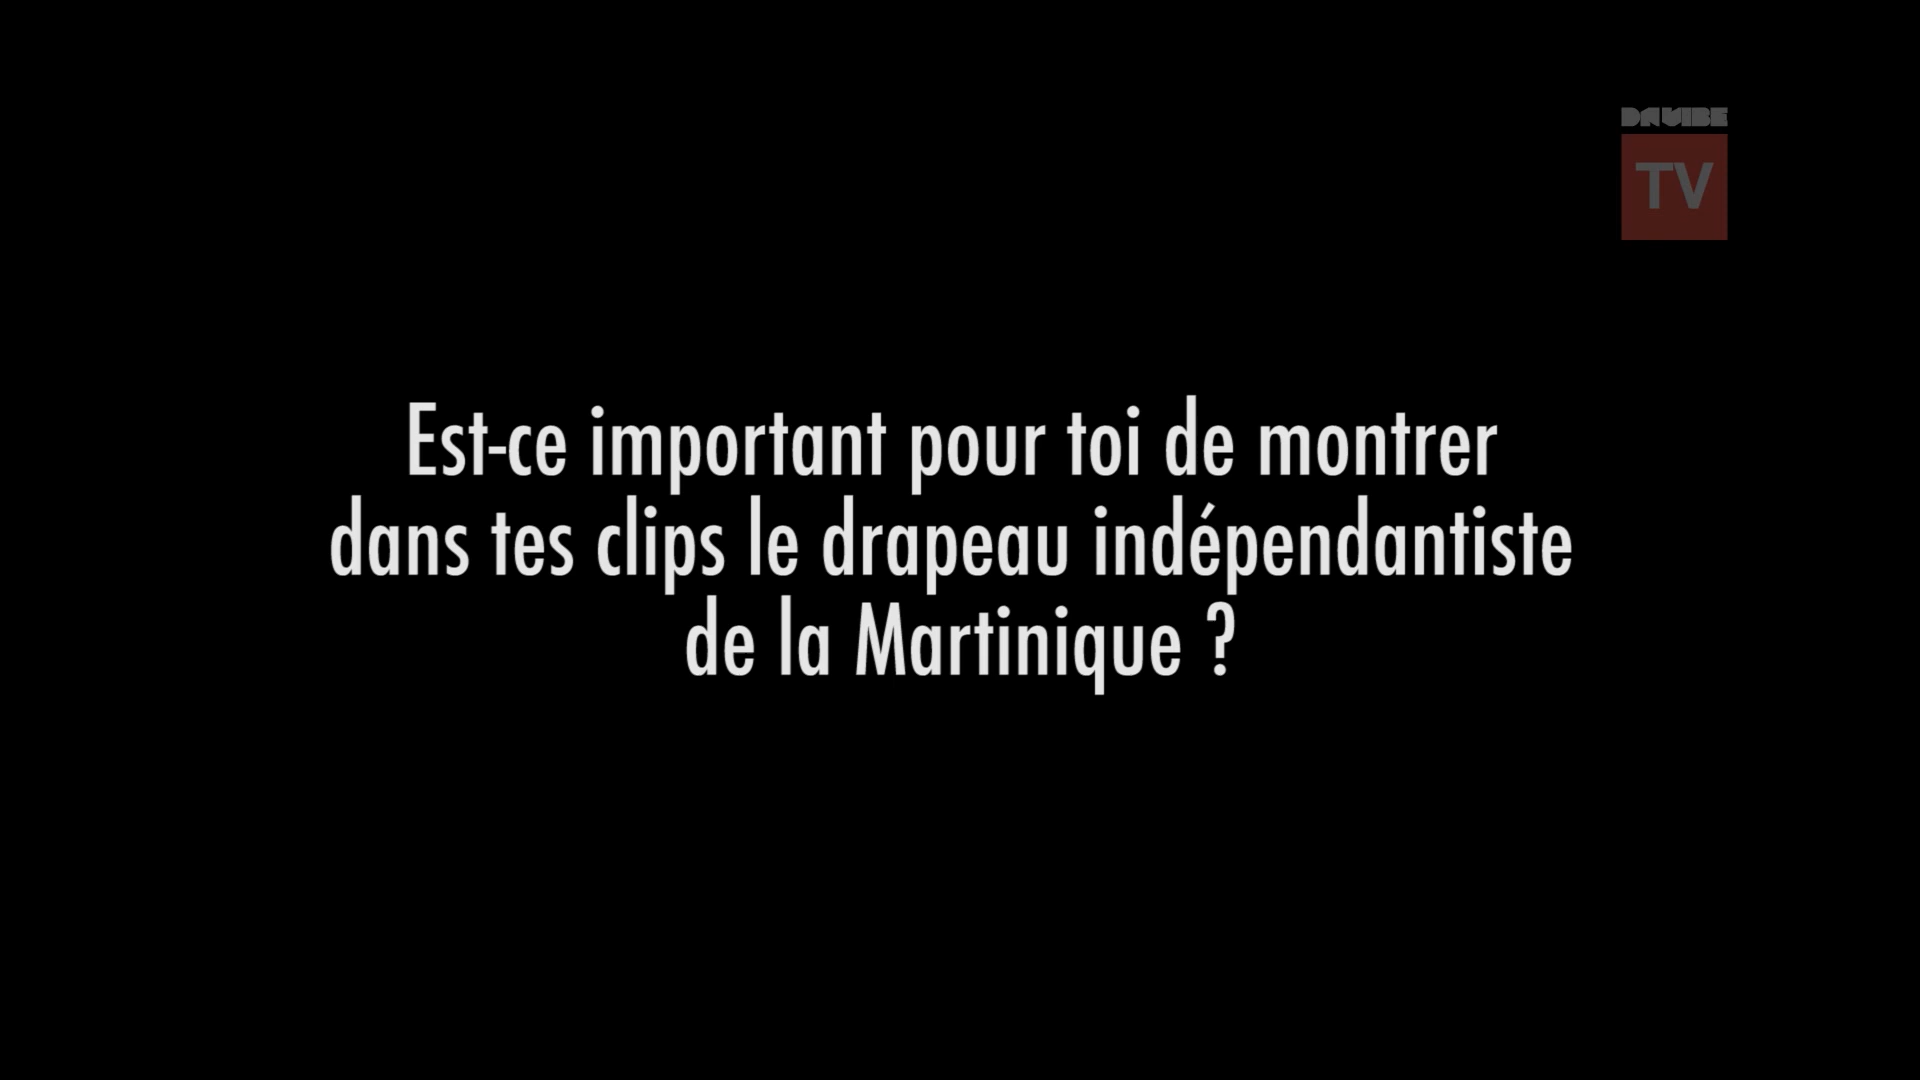 DAVIBE
TV
Est-ce important pour toi de montrer
dans tes clips le drapeau indépendantiste
de la Martinique ?